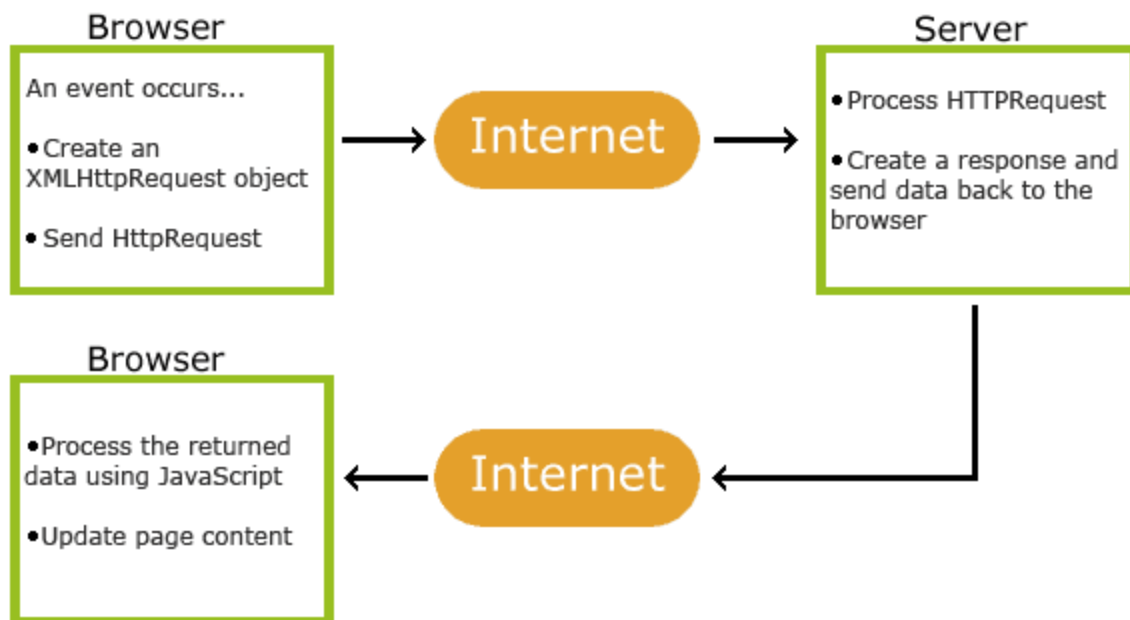 Browser
An event occurs...
•Create an
XMLHttpRequest object
• Send HttpRequest
Internet
Server
•Process HTTPRequest
•Create a response and
send data back to the
browser
Browser
•Process the returned
data using JavaScript
•Update page content
Internet